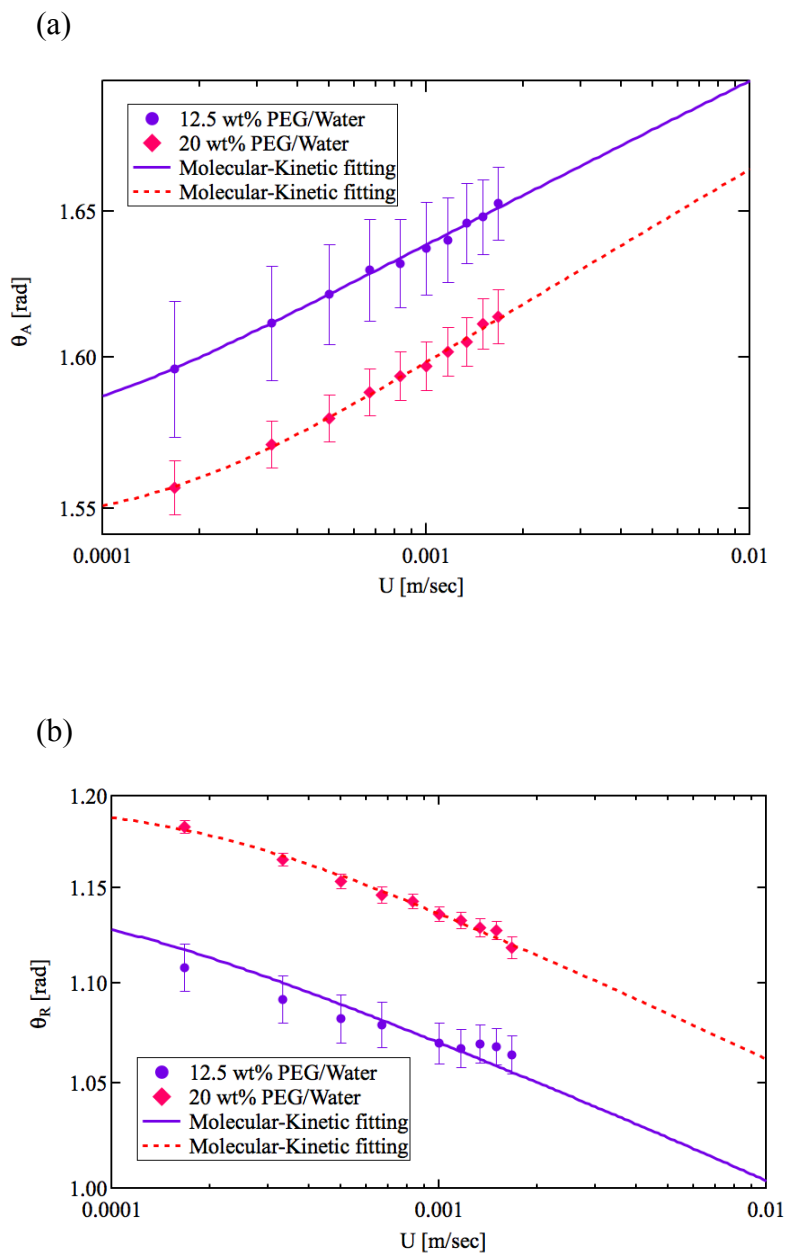 (a)
12.5 wt% PEG/Water
20 wt% PEG/Water
Molecular-Kinetic fitting
Molecular-Kinetic fitting
1.65
1.60
1.55
θA [rad]
0.0001
0.001
0.01
U [m/sec]
(b)
1.20
1.15
1.10
1.05
1.00
θR [rad]
12.5 wt% PEG/Water
20 wt% PEG/Water
Molecular-Kinetic fitting
Molecular-Kinetic fitting
0.0001
0.001
0.01
U [m/sec]